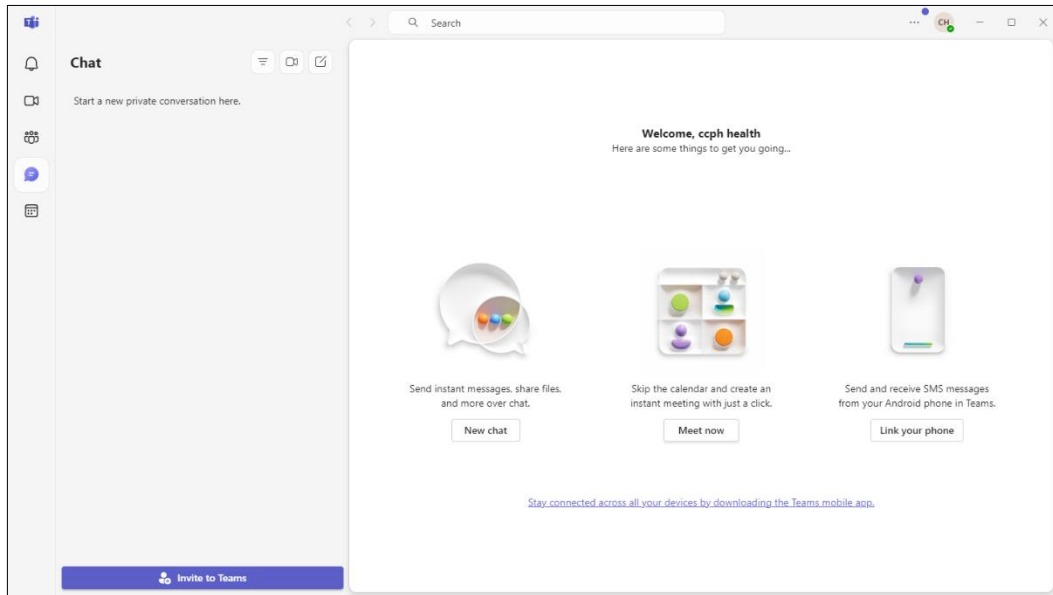 Search
CH
Chat
Start a new private conversation here.
Welcome, ccph health
Here are some things to get you going...
Send instant messages, share files,
and more over chat.
New chat
Skip the calendar and create an
instant meeting with just a click.
Meet now
Send and receive SMS messages
from your Android phone in Teams.
Link your phone
Stay connected across all your devices by downloading the Teams mobile app.
Invite to Teams